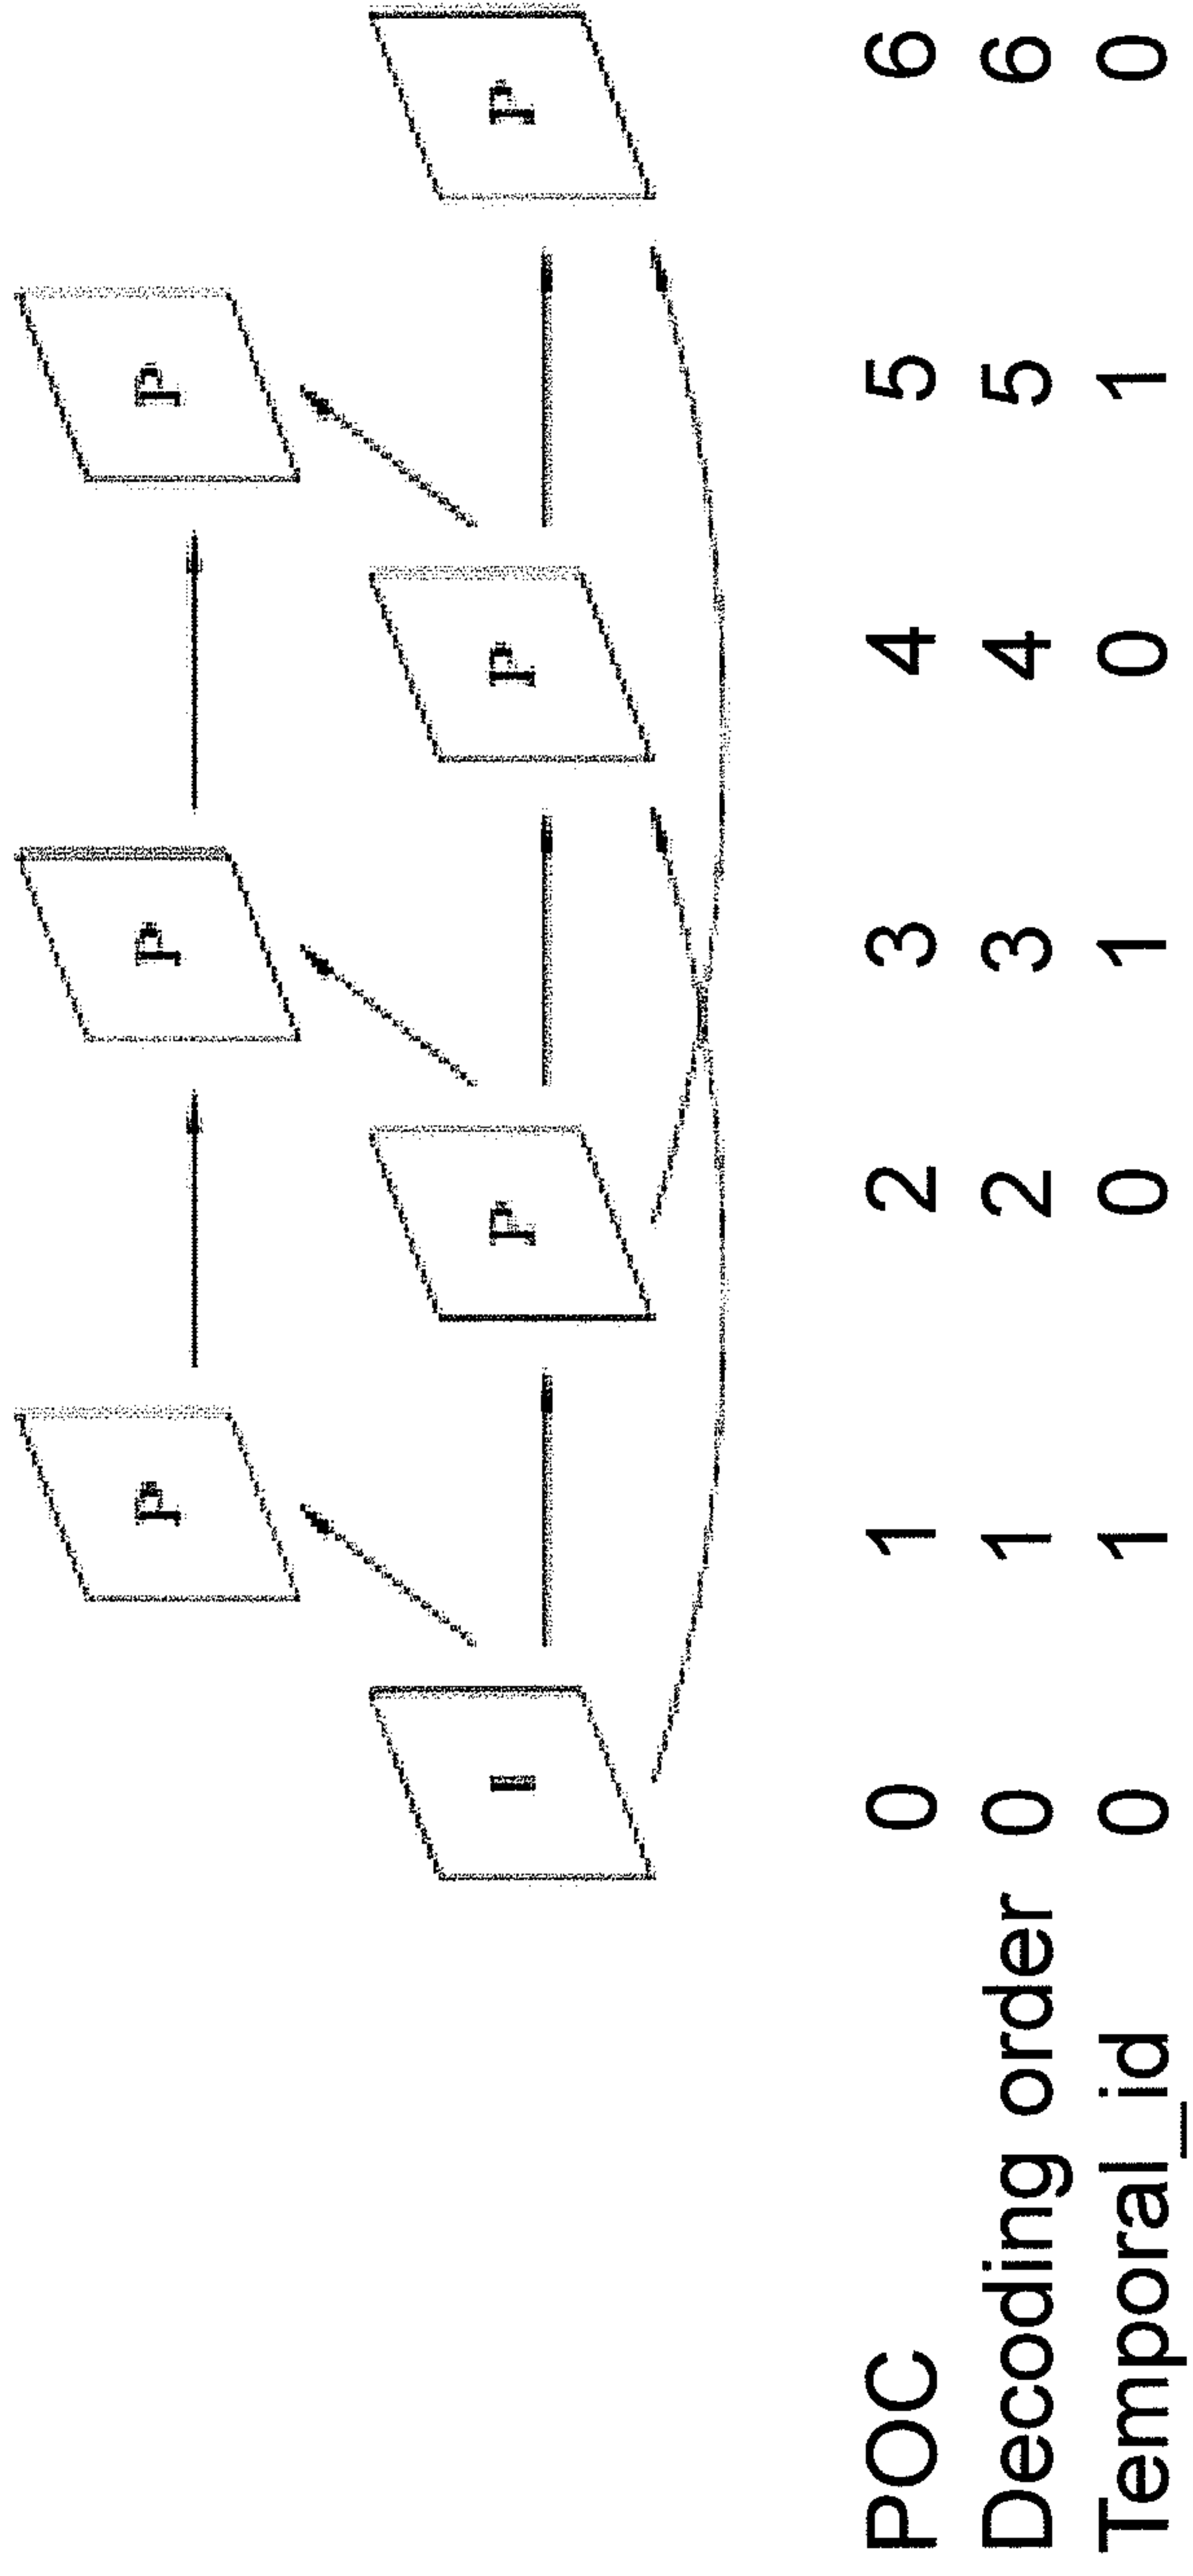 P P P
I P P P
POC 0 1 2 3 4 5 6
Decoding order 0 1 2 3 4 5 6
Temporal_id 0 1 0 1 0 1 0